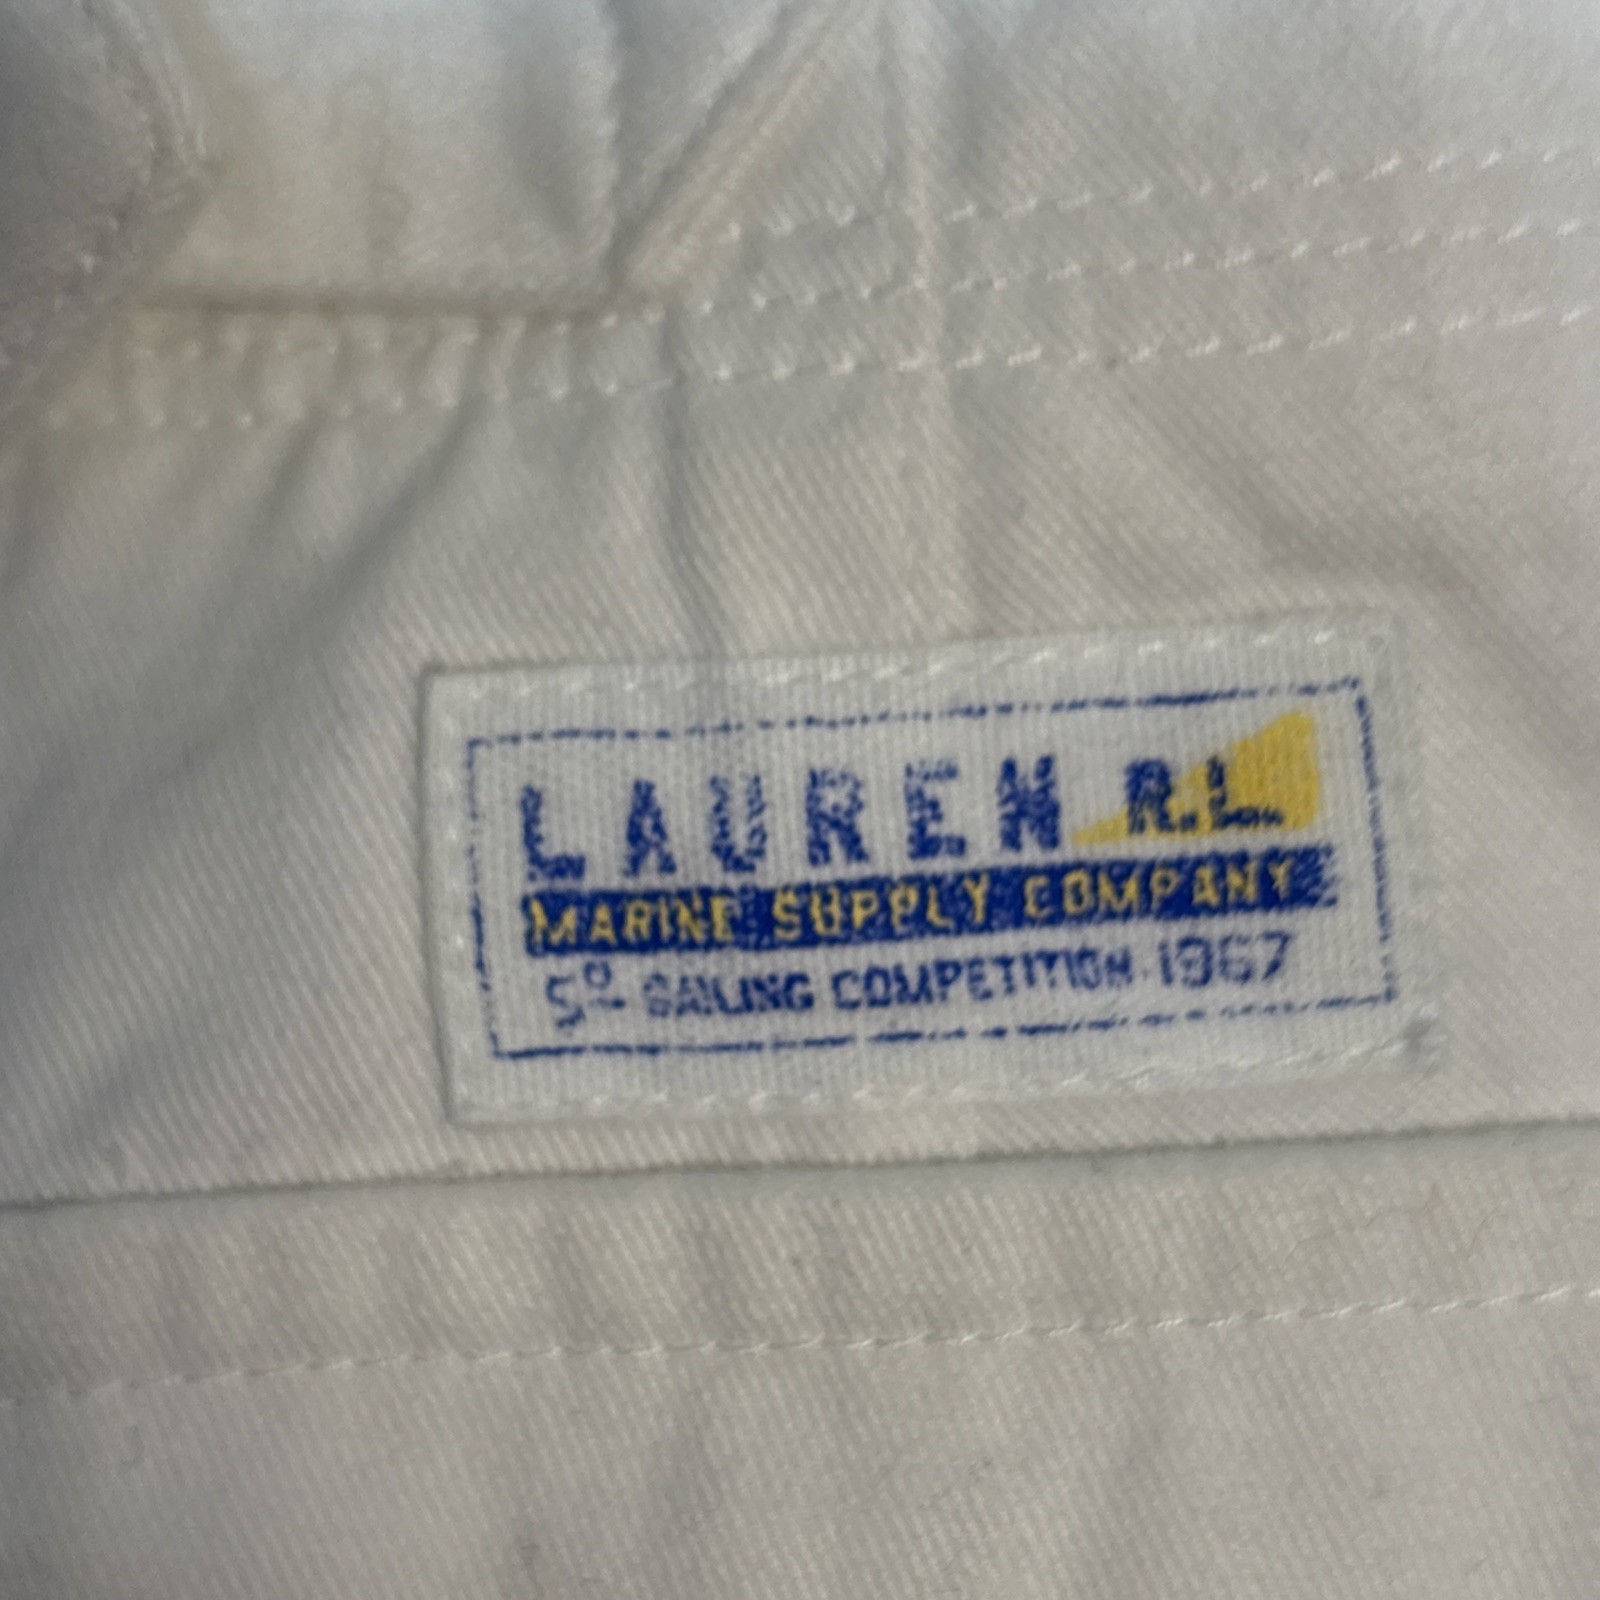 LAUREN R.L.
MARINE SUPPLY COMPANY
5º SAILING COMPETITION 1967